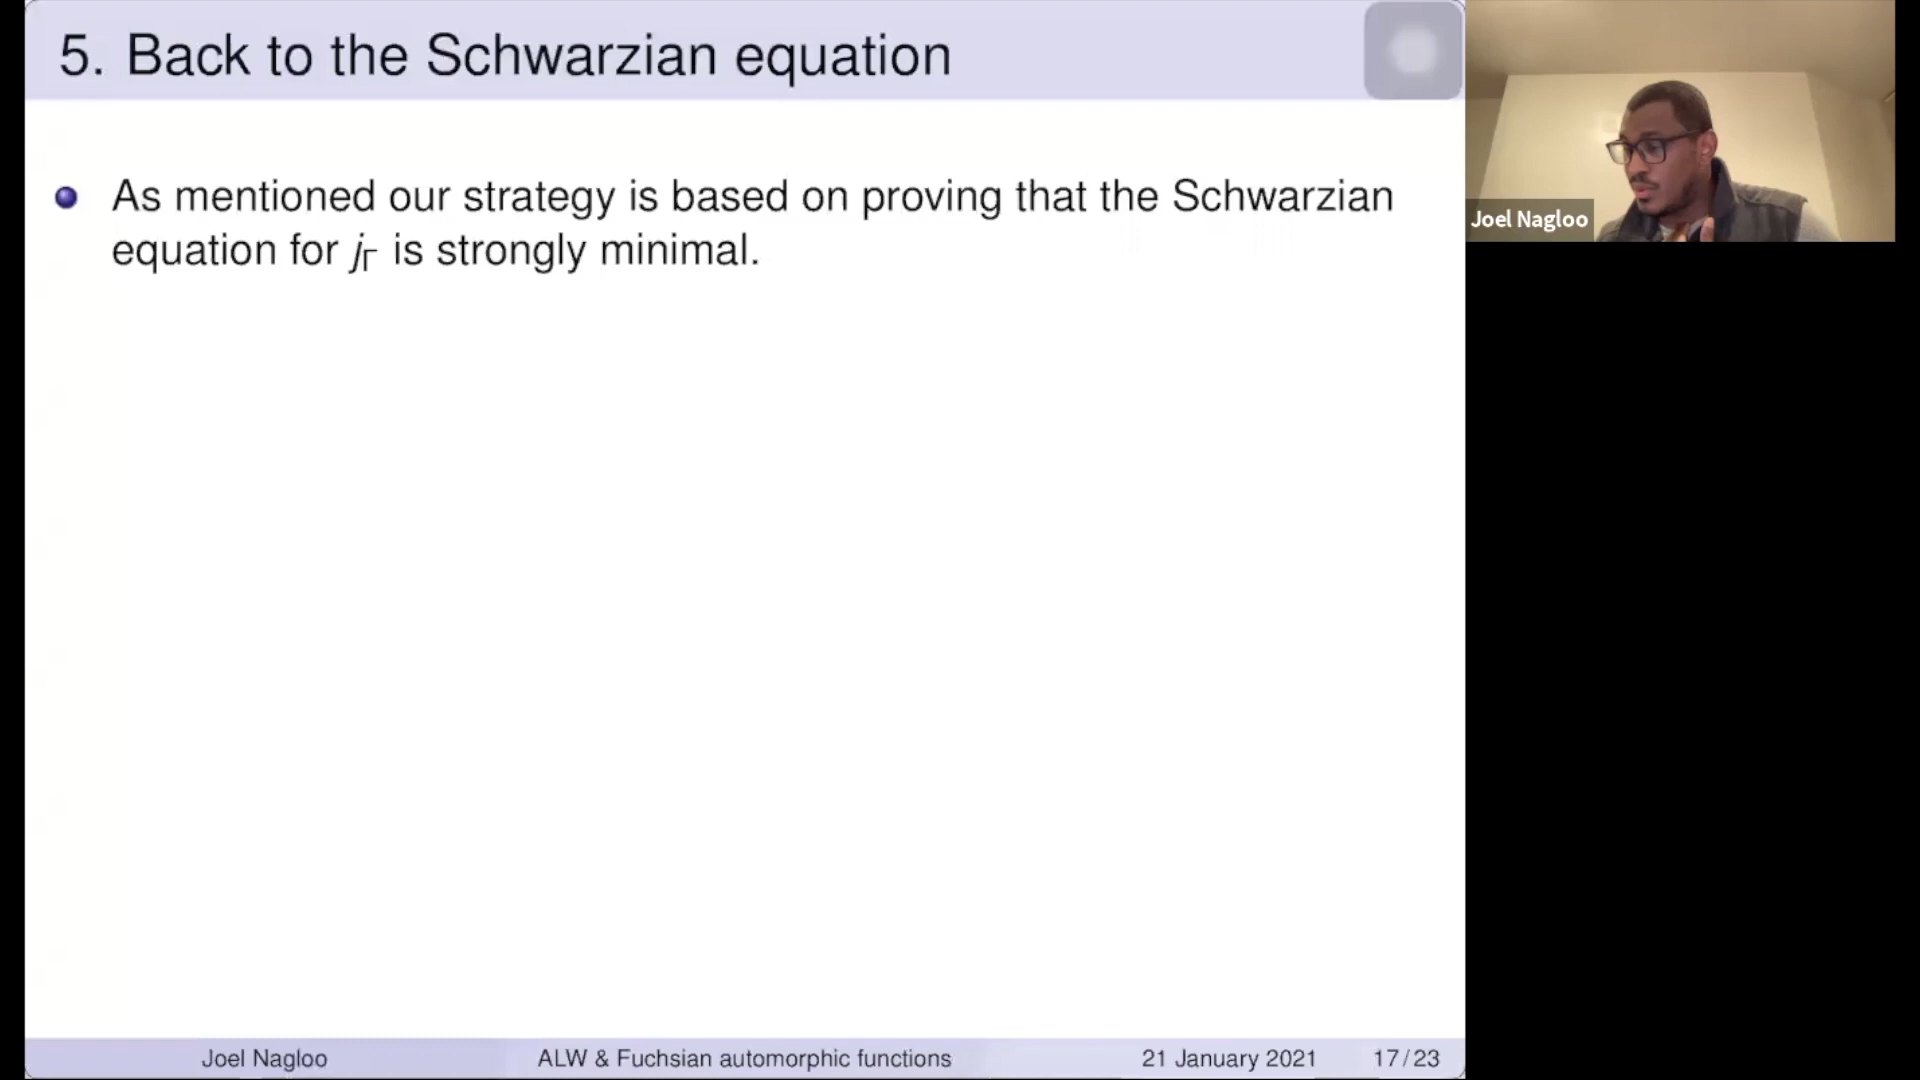 5. Back to the Schwarzian equation
As mentioned our strategy is based on proving that the Schwarzian
equation for jΓ is strongly minimal.
Joel Nagloo
Joel Nagloo ALW & Fuchsian automorphic functions 21 January 2021 17/23